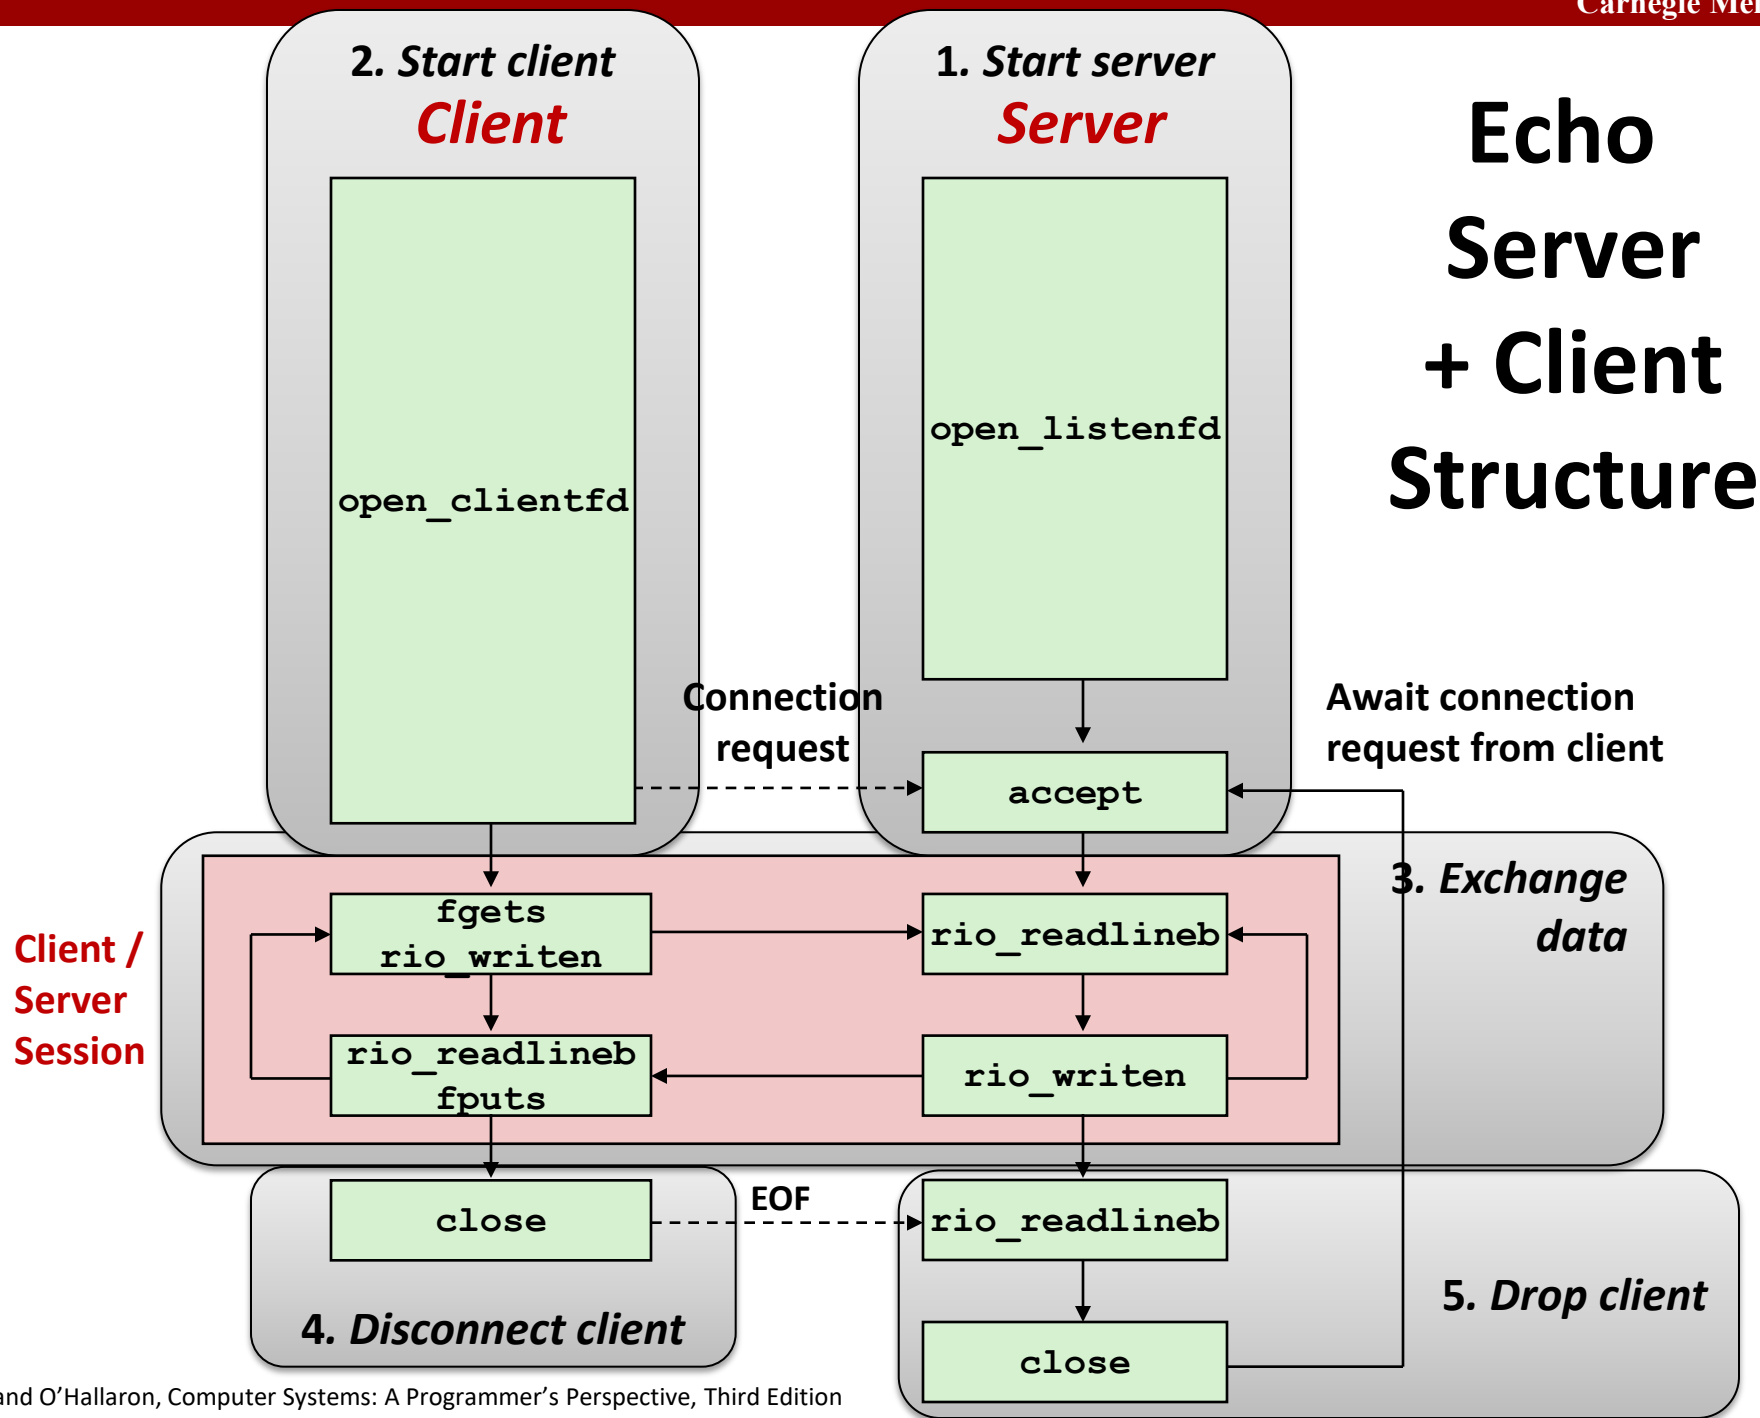 Carnegie Mel
2. Start client
Client
1. Start server
Server
Echo
Server
+ Client
Structure
open_clientfd
open_listenfd
Connection
request
Await connection
request from client
accept
3. Exchange
data
Client /
Server
Session
fgets
rio_writen
rio_readlineb
rio_readlineb
fputs
rio_writen
close
EOF
rio_readlineb
4. Disconnect client
5. Drop client
close
and O'Hallaron, Computer Systems: A Programmer's Perspective, Third Edition